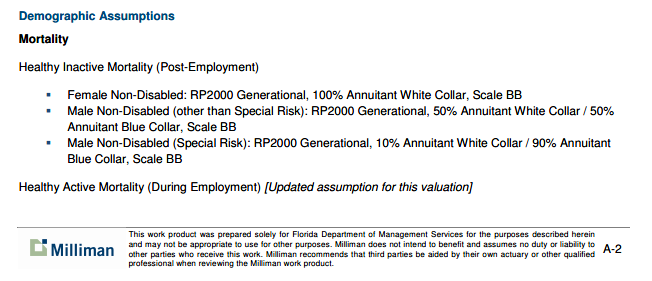 Demographic Assumptions
Mortality
Healthy Inactive Mortality (Post-Employment)
▪ Female Non-Disabled: RP2000 Generational, 100% Annuitant White Collar, Scale BB
▪ Male Non-Disabled (other than Special Risk): RP2000 Generational, 50% Annuitant White Collar / 50%
Annuitant Blue Collar, Scale BB
▪ Male Non-Disabled (Special Risk): RP2000 Generational, 10% Annuitant White Collar / 90% Annuitant
Blue Collar, Scale BB
Healthy Active Mortality (During Employment) [Updated assumption for this valuation]
Milliman
This work product was prepared solely for Florida Department of Management Services for the purposes described herein
and may not be appropriate to use for other purposes. Milliman does not intend to benefit and assumes no duty or liability to
other parties who receive this work. Milliman recommends that third parties be aided by their own actuary or other qualified
professional when reviewing the Milliman work product.
A-2